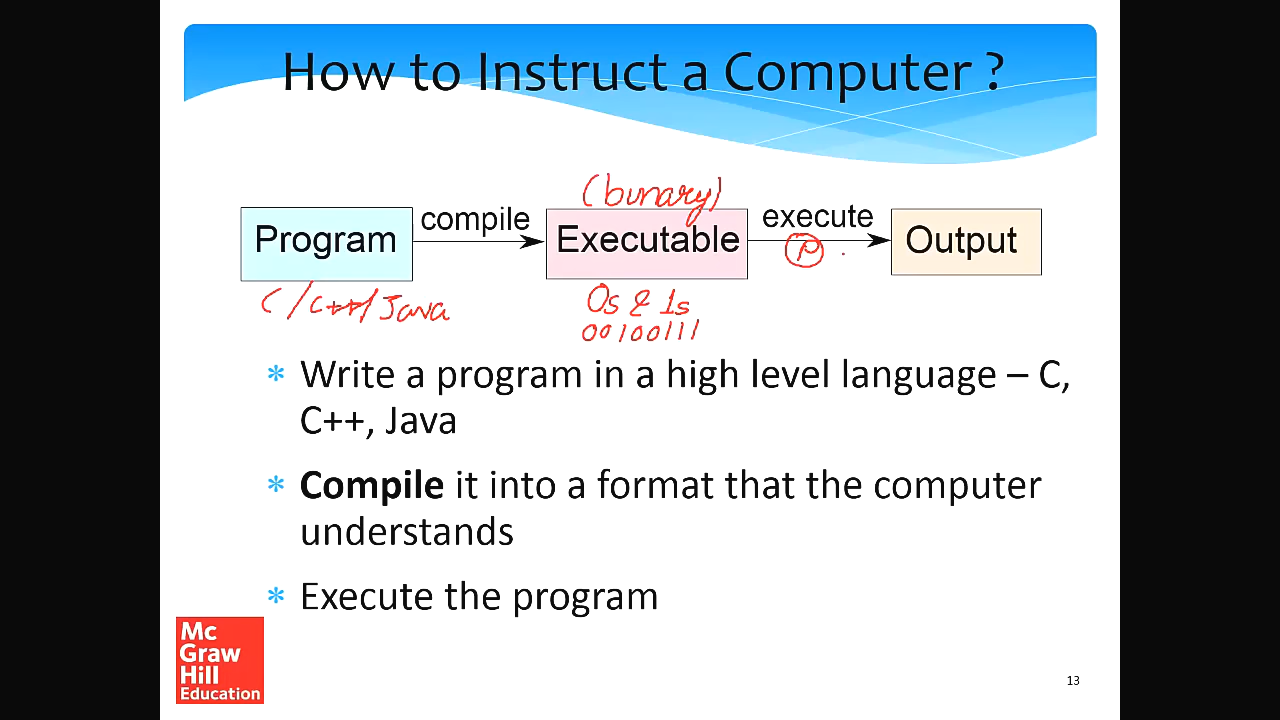 How to Instruct a Computer ?
(binary)
Program compile Executable execute Output
P
C/C++/Java
0s & 1s
00100111
* Write a program in a high level language – C,
C++, Java
* Compile it into a format that the computer
understands
* Execute the program
Mc
Graw
Hill
Education
13